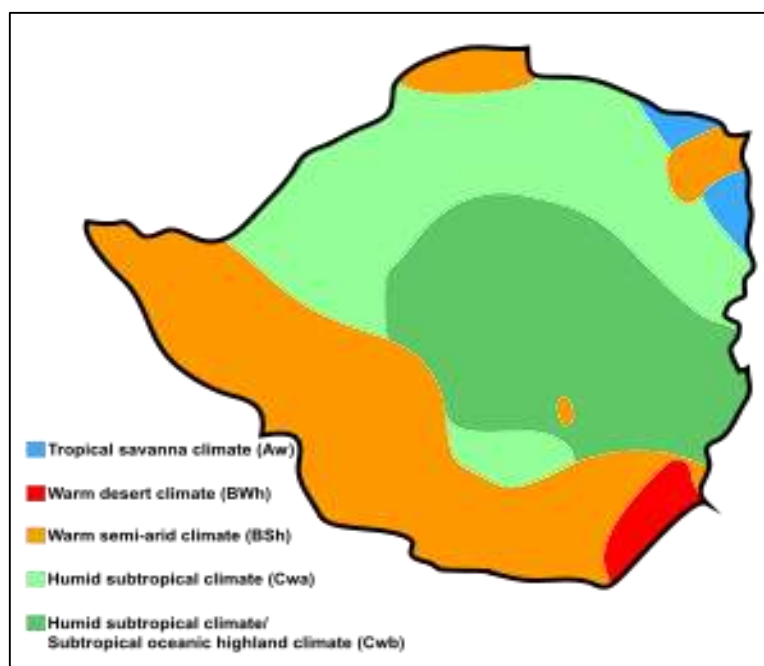 Tropical savanna climate (Aw)
Warm desert climate (BWh)
Warm semi-arid climate (BSh)
Humid subtropical climate (Cwa)
Humid subtropical climate/
Subtropical oceanic highland climate (Cwb)